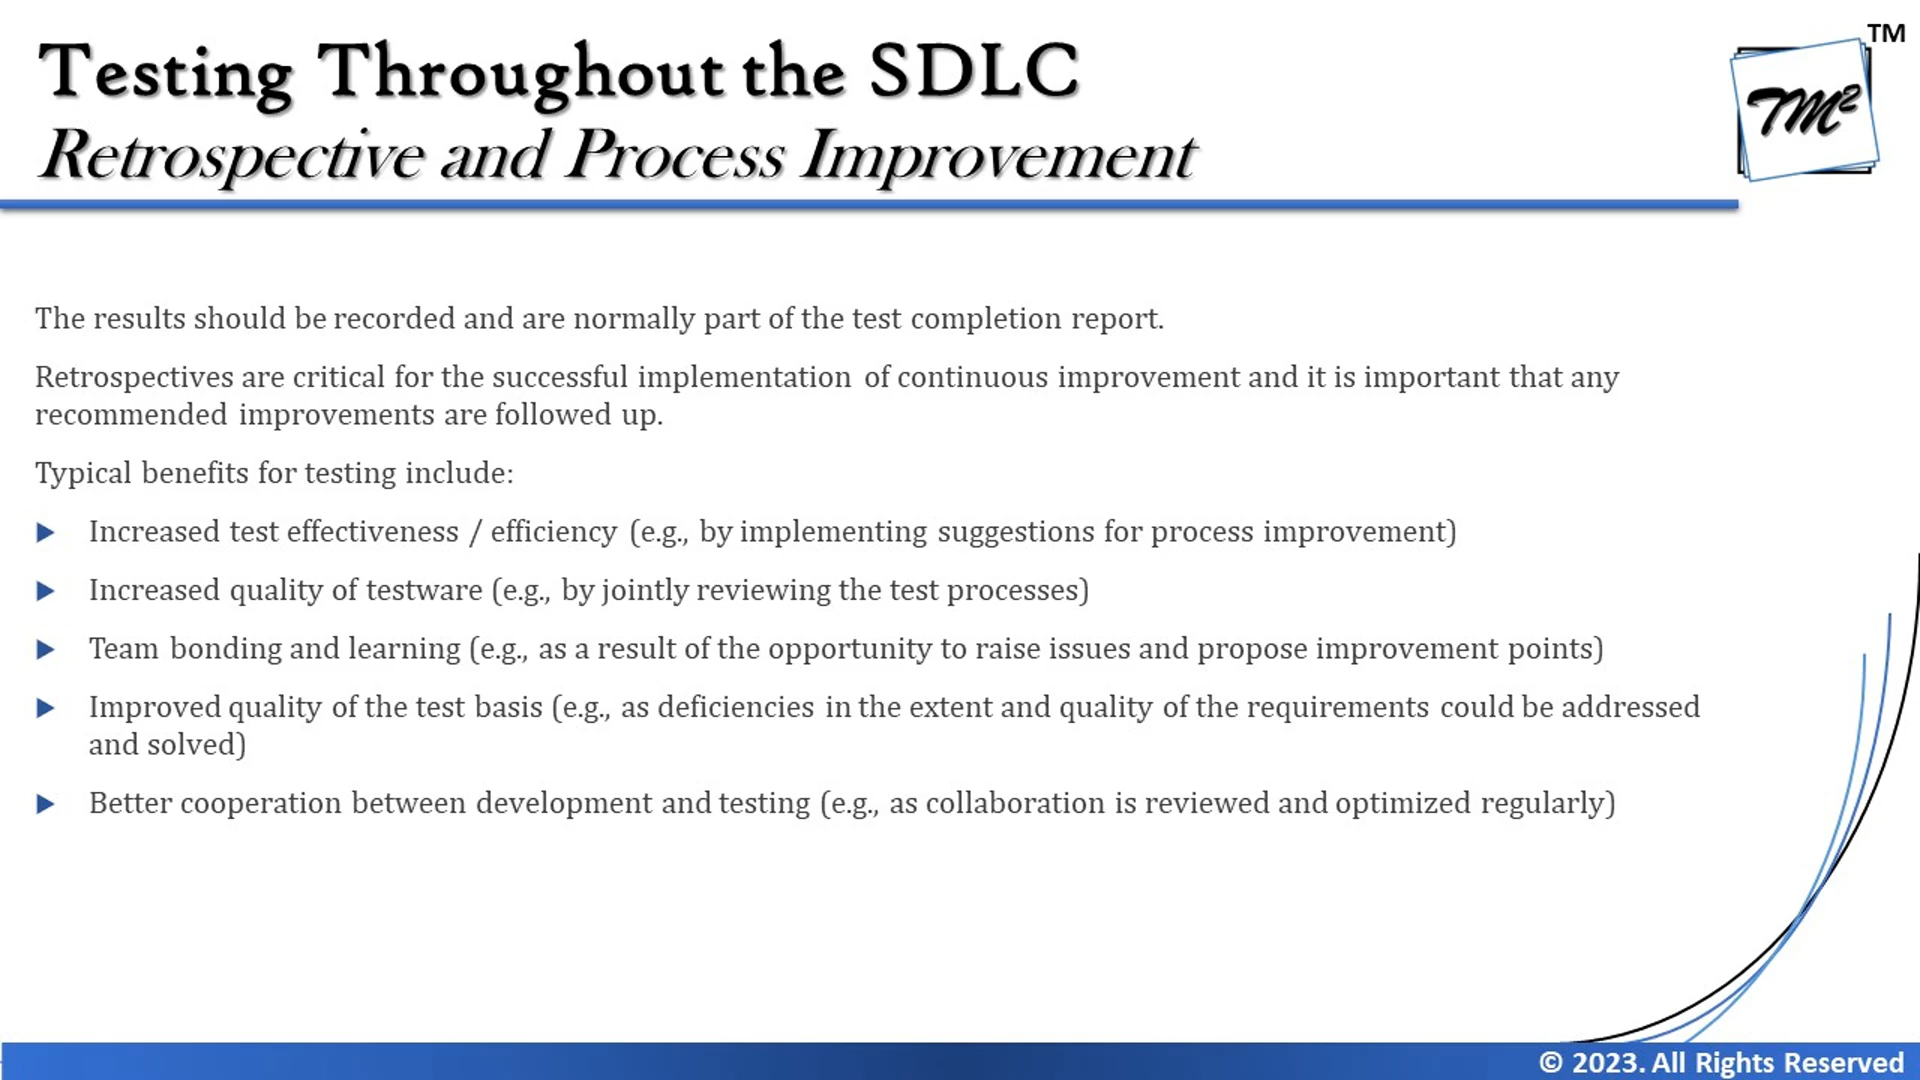 Testing Throughout the SDLC
TM
Retrospective and Process Improvement
TM²
The results should be recorded and are normally part of the test completion report.
Retrospectives are critical for the successful implementation of continuous improvement and it is important that any
recommended improvements are followed up.
Typical benefits for testing include:
Increased test effectiveness / efficiency (e.g., by implementing suggestions for process improvement)
Increased quality of testware (e.g., by jointly reviewing the test processes)
Team bonding and learning (e.g., as a result of the opportunity to raise issues and propose improvement points)
Improved quality of the test basis (e.g., as deficiencies in the extent and quality of the requirements could be addressed
and solved)
Better cooperation between development and testing (e.g., as collaboration is reviewed and optimized regularly)
© 2023. All Rights Reserved